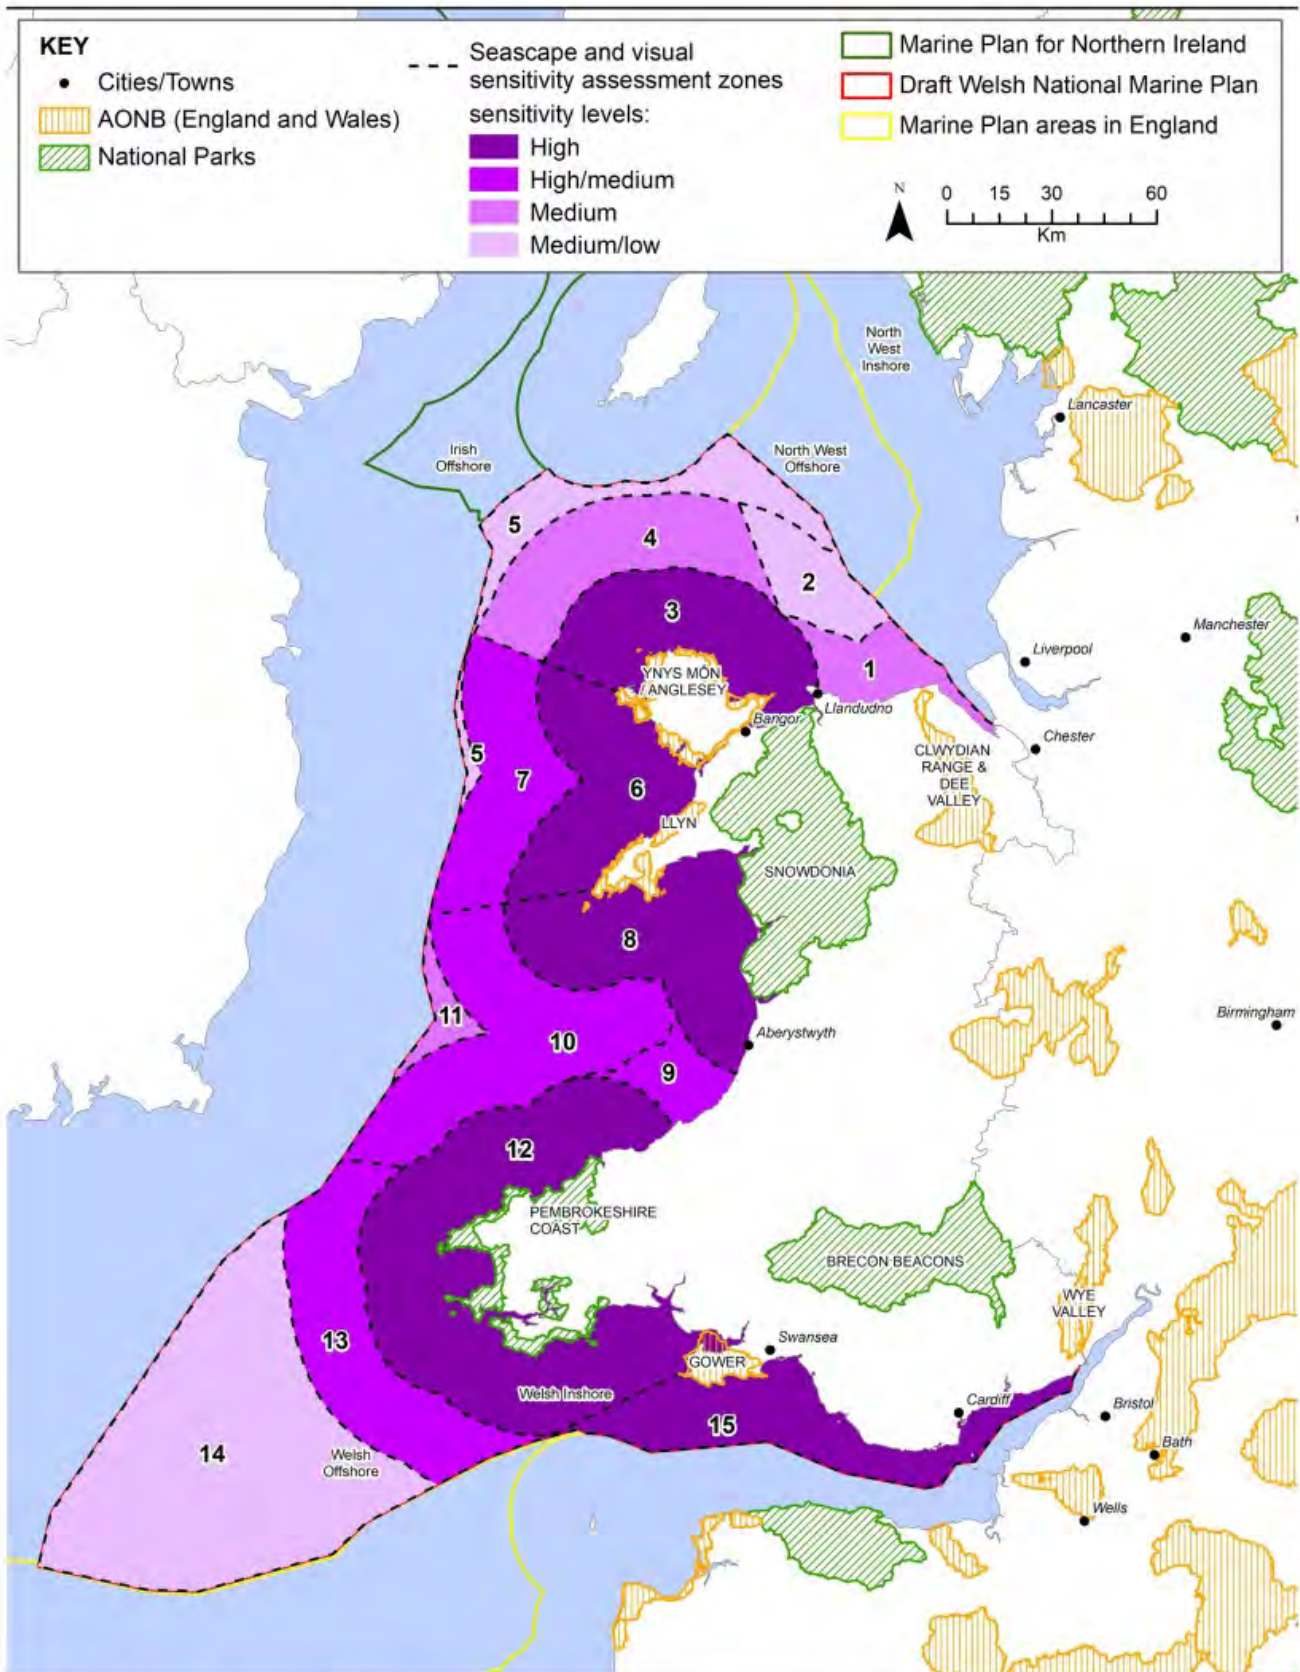 KEY
Cities/Towns
AONB (England and Wales)
National Parks
Seascape and visual
sensitivity assessment zones
sensitivity levels:
High
High/medium
Medium
Medium/low
Marine Plan for Northern Ireland
Draft Welsh National Marine Plan
Marine Plan areas in England
N
0 15 30 60
Km
North
West
Inshore
Lancaster
Irish
Offshore
North West
Offshore
5
4
2
3
Manchester
Liverpool
1
YNYS MÔN
/ ANGLESEY
Llandudno
Bangor
Chester
5
7
6
CLWYDIAN
RANGE &
DEE
VALLEY
LLYN
SNOWDONIA
8
11
10
Aberystwyth
Birmingham
9
12
PEMBROKESHIRE
COAST
BRECON BEACONS
WYE
VALLEY
13
Swansea
GOWER
Welsh Inshore
Cardiff
Bristol
15
14
Welsh
Offshore
Bath
Wells